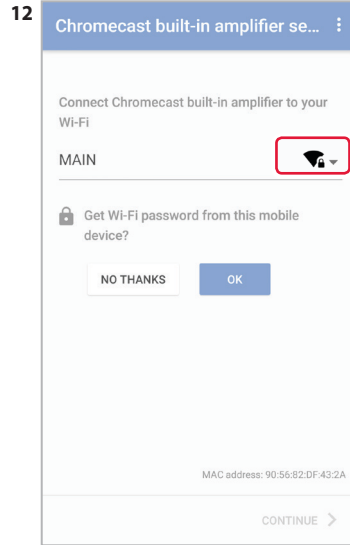 12
Chromecast built-in amplifier se...
Connect Chromecast built-in amplifier to your
Wi-Fi
MAIN
Get Wi-Fi password from this mobile
device?
NO THANKS
OK
MAC address: 90:56:82:DF:43:2A
CONTINUE